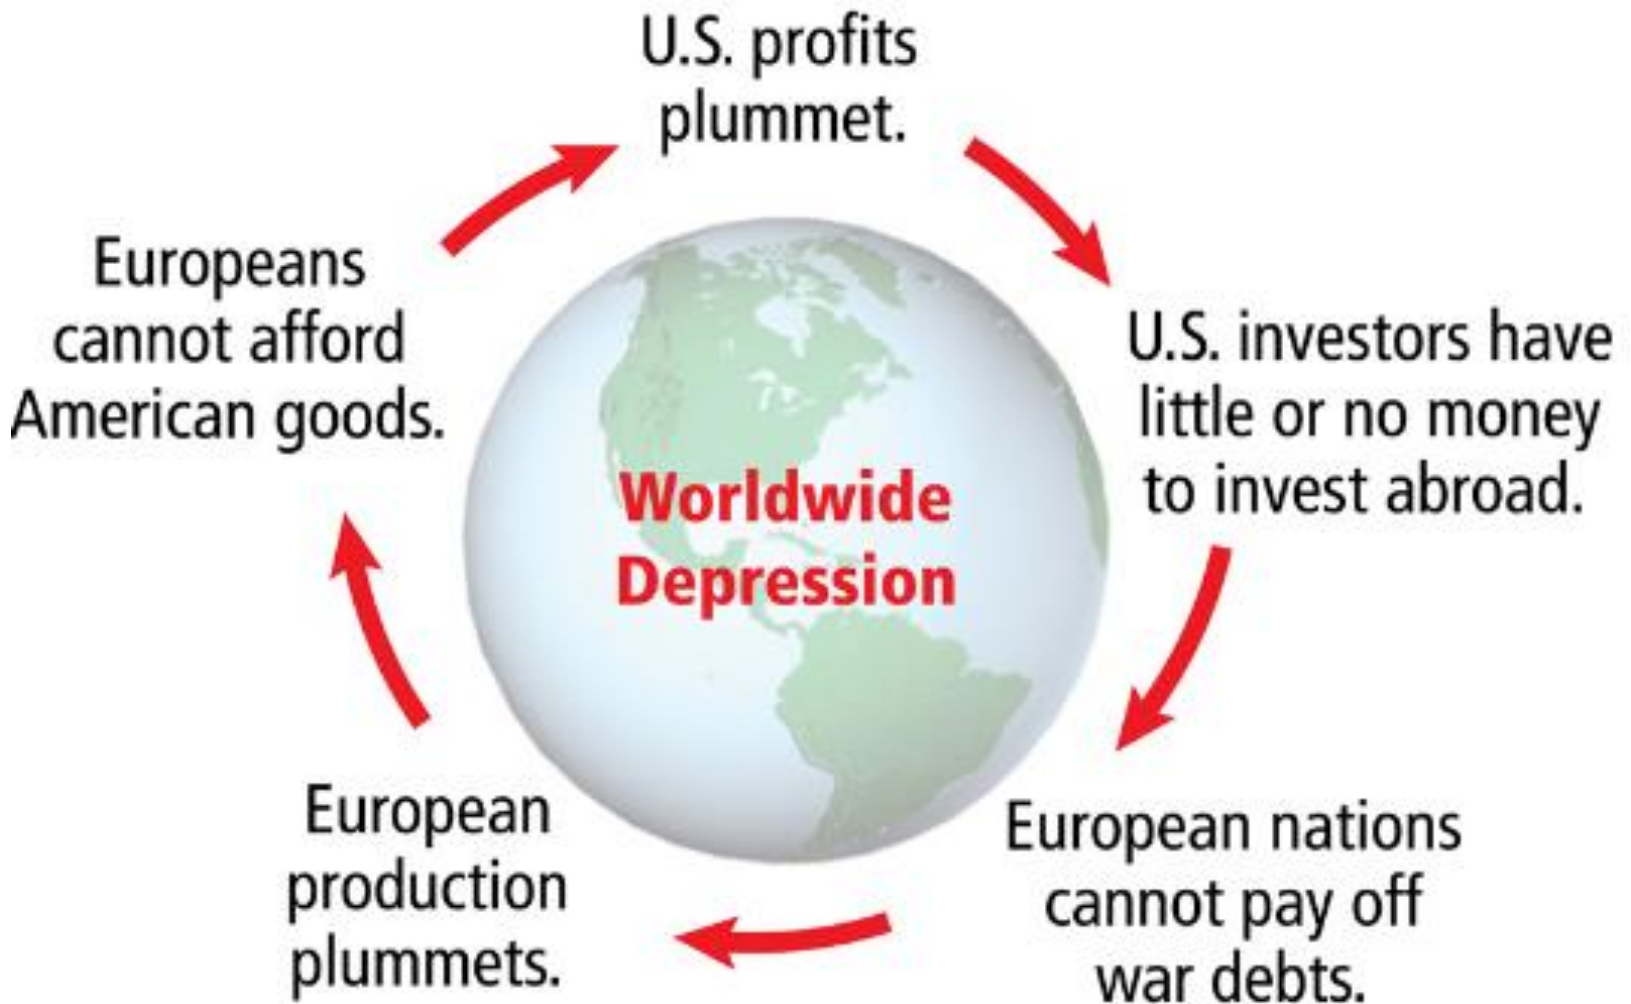 U.S. profits
plummet.
U.S. investors have
little or no money
to invest abroad.
European nations
cannot pay off
war debts.
European
production
plummets.
Europeans
cannot afford
American goods.
Worldwide
Depression